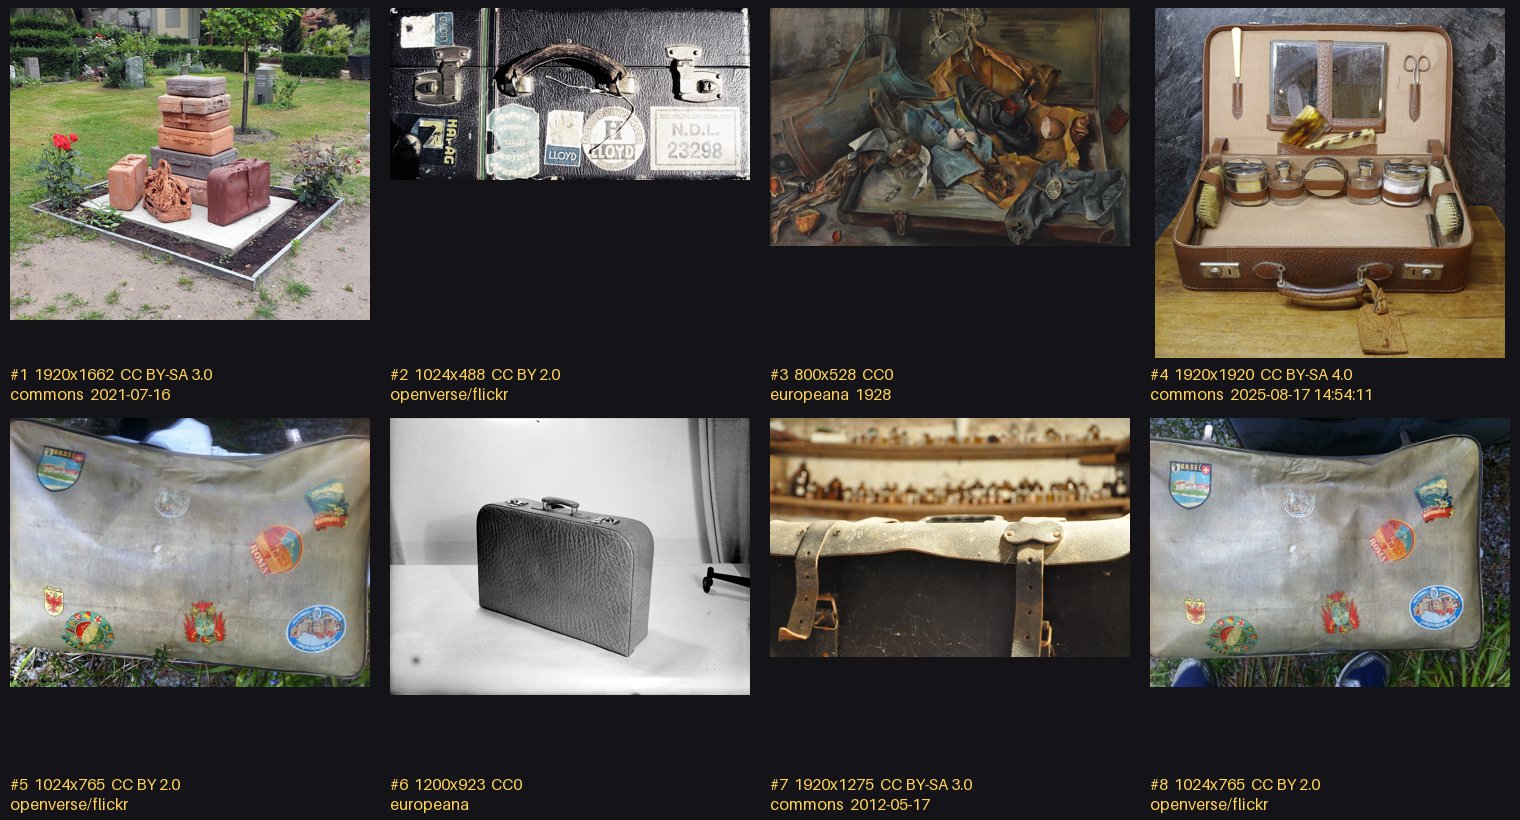 HA-AG
LLOYD
H
LLOYD
N.D.L.
23298
#1 1920x1662 CC BY-SA 3.0
commons 2021-07-16
#2 1024x488 CC BY 2.0
openverse/flickr
#3 800x528 CC0
europeana 1928
#4 1920x1920 CC BY-SA 4.0
commons 2025-08-17 14:54:11
BASEL
ROMA
BASEL
ROMA
#5 1024x765 CC BY 2.0
openverse/flickr
#6 1200x923 CC0
europeana
#7 1920x1275 CC BY-SA 3.0
commons 2012-05-17
#8 1024x765 CC BY 2.0
openverse/flickr